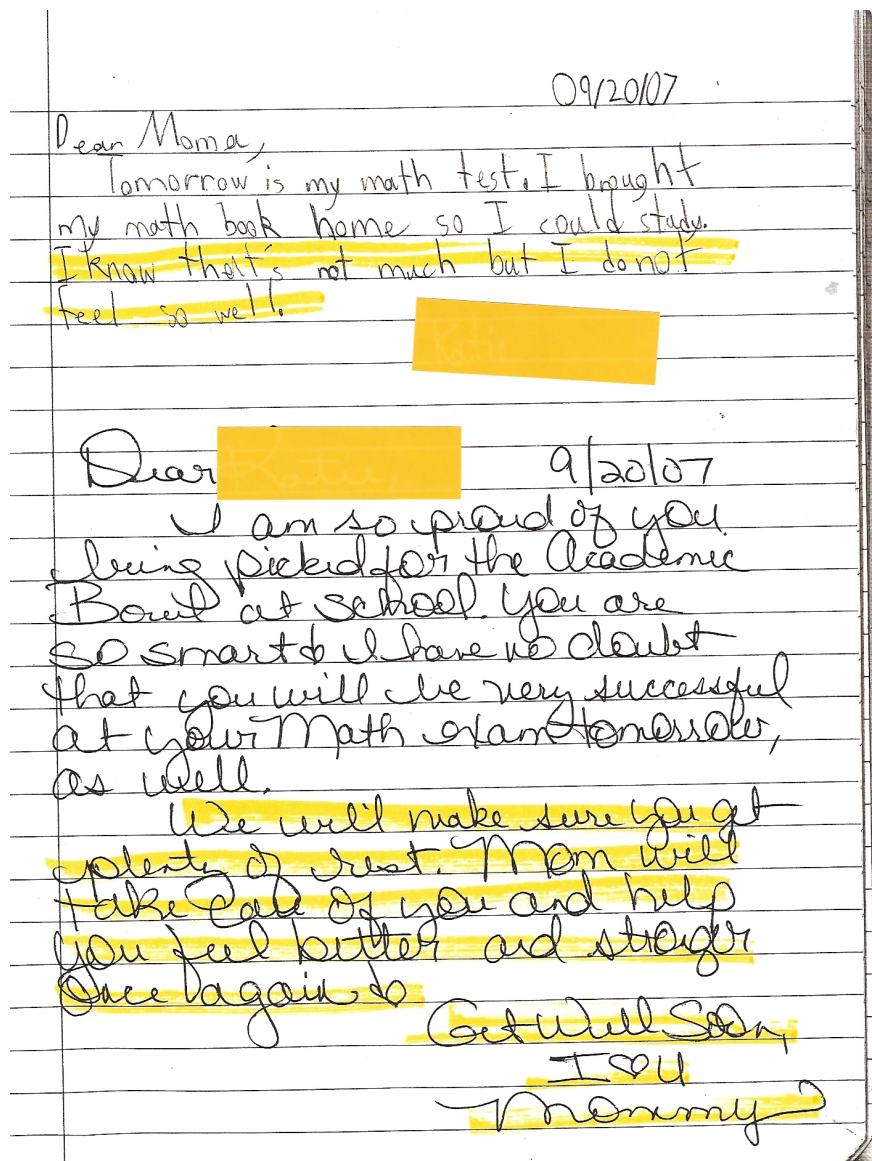 09/20/07
Dear Moma,
Tomorrow is my math test. I brought
my math book home so I could study.
I know that's not much but I do not
feel so well.
Dear
9/20/07
I am so proud of you
being picked for the Academic
Bowl at school. You are
so smart & I have no doubt
that you will be very successful
at your Math exam tomorrow,
as well.
We will make sure you get
plenty of rest. Mom will
take care of you and help
you feel better and stronger
once again
Get Well Soon,
I ♡ U
Mommy